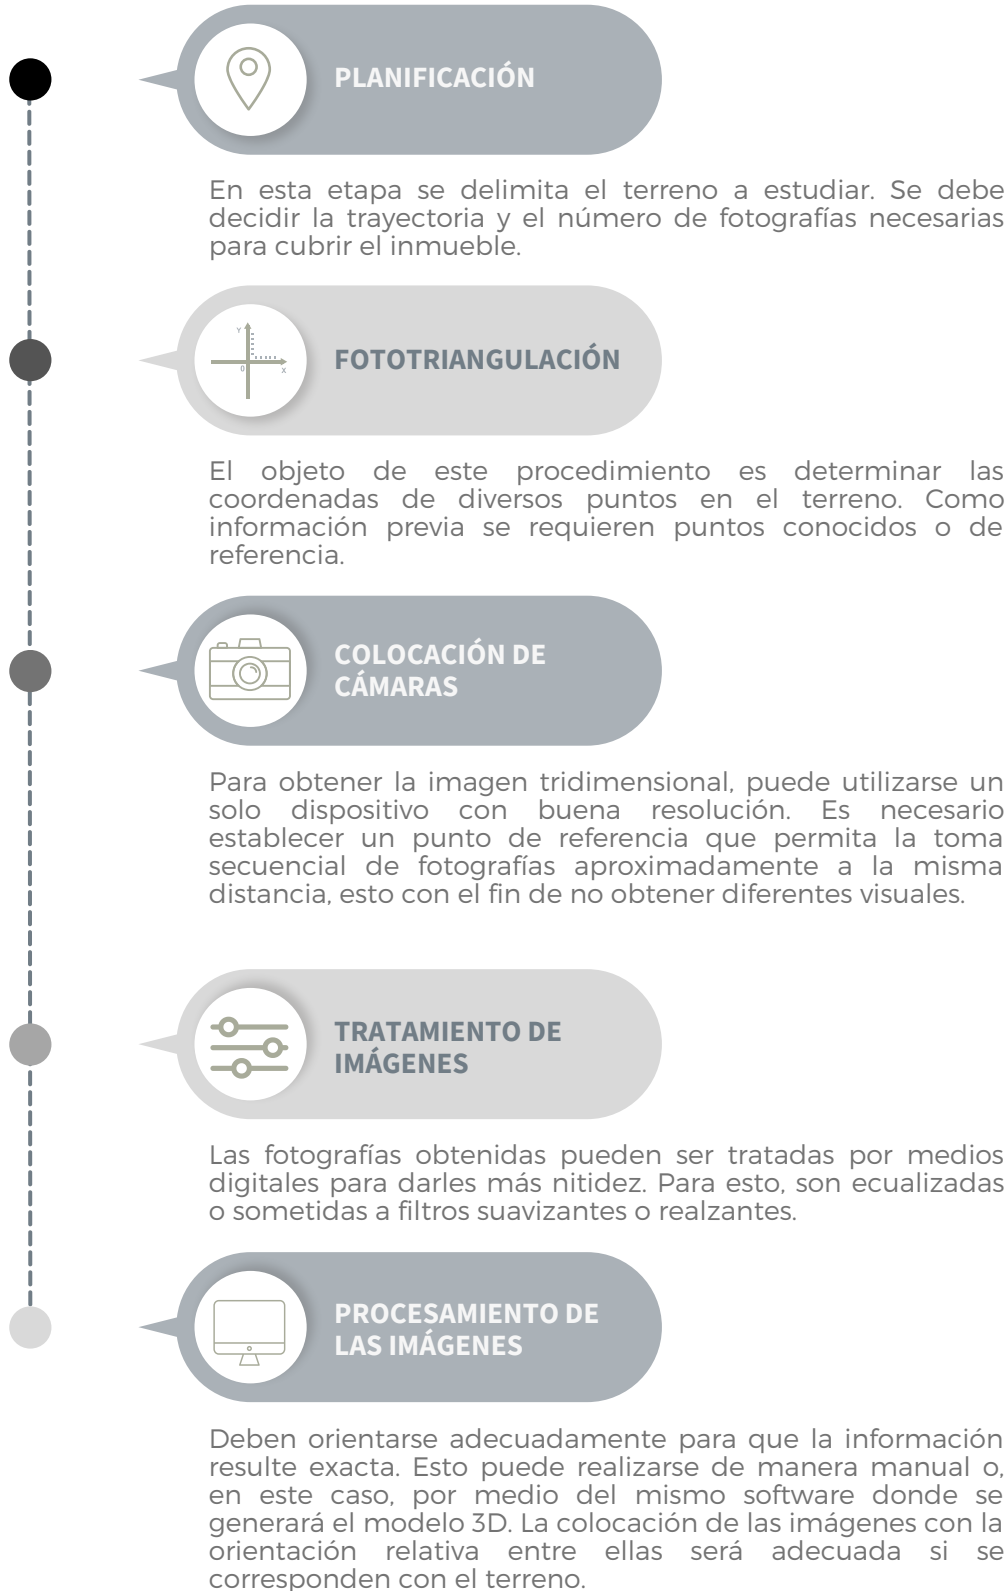 PLANIFICACIÓN
En esta etapa se delimita el terreno a estudiar. Se debe
decidir la trayectoria y el número de fotografías necesarias
para cubrir el inmueble.
Y
0
X
FOTOTRIANGULACIÓN
El objeto de este procedimiento es determinar las
coordenadas de diversos puntos en el terreno. Como
información previa se requieren puntos conocidos o de
referencia.
COLOCACIÓN DE
CÁMARAS
Para obtener la imagen tridimensional, puede utilizarse un
solo dispositivo con buena resolución. Es necesario
establecer un punto de referencia que permita la toma
secuencial de fotografías aproximadamente a la misma
distancia, esto con el fin de no obtener diferentes visuales.
TRATAMIENTO DE
IMÁGENES
Las fotografías obtenidas pueden ser tratadas por medios
digitales para darles más nitidez. Para esto, son ecualizadas
o sometidas a filtros suavizantes o realzantes.
PROCESAMIENTO DE
LAS IMÁGENES
Deben orientarse adecuadamente para que la información
resulte exacta. Esto puede realizarse de manera manual o,
en este caso, por medio del mismo software donde se
generará el modelo 3D. La colocación de las imágenes con la
orientación relativa entre ellas será adecuada si se
corresponden con el terreno.